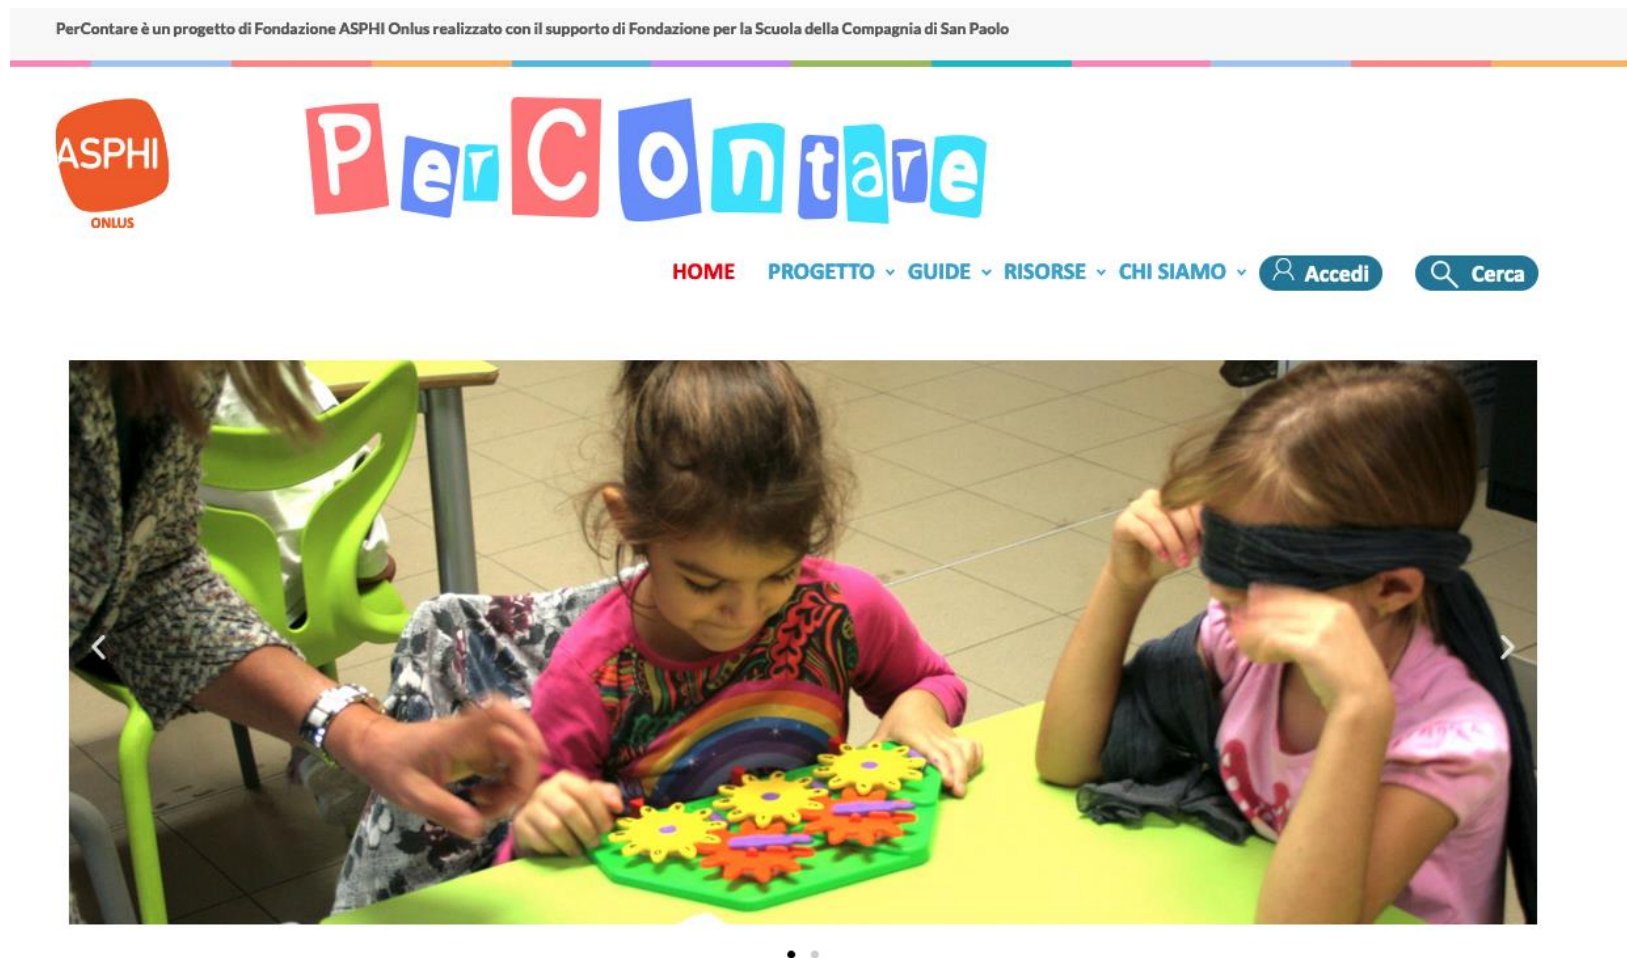 PerContare è un progetto di Fondazione ASPHI Onlus realizzato con il supporto di Fondazione per la Scuola della Compagnia di San Paolo
ASPHI
ONLUS
PerCOntare
HOME PROGETTO GUIDE RISORSE CHI SIAMO Accedi Cerca